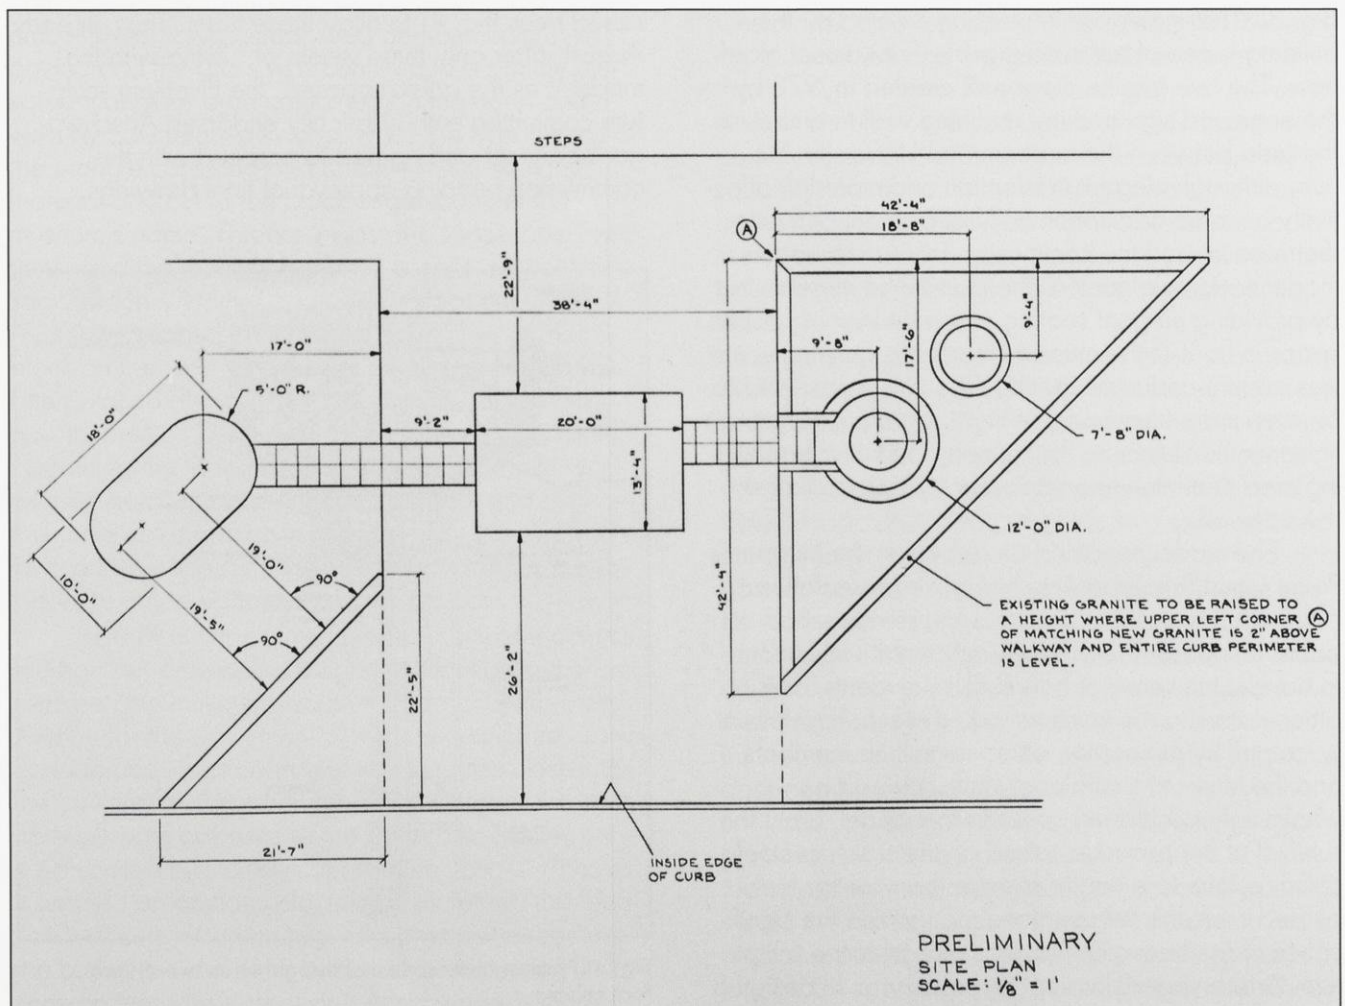 STEPS
42'-4"
18'-8"
A
22'-9"
38'-4"
9'-4"
17'-0"
9'-8"
17'-6"
5'-0" R.
18'-0"
9'-2"
20'-0"
13'-4"
7'-8" DIA.
12'-0" DIA.
19'-0"
90°
10'-0"
19'-5"
90°
42'-4"
22'-5"
26'-2"
EXISTING GRANITE TO BE RAISED TO
A HEIGHT WHERE UPPER LEFT CORNER A
OF MATCHING NEW GRANITE IS 2" ABOVE
WALKWAY AND ENTIRE CURB PERIMETER
IS LEVEL.
21'-7"
INSIDE EDGE
OF CURB
PRELIMINARY
SITE PLAN
SCALE: 1/8" = 1'